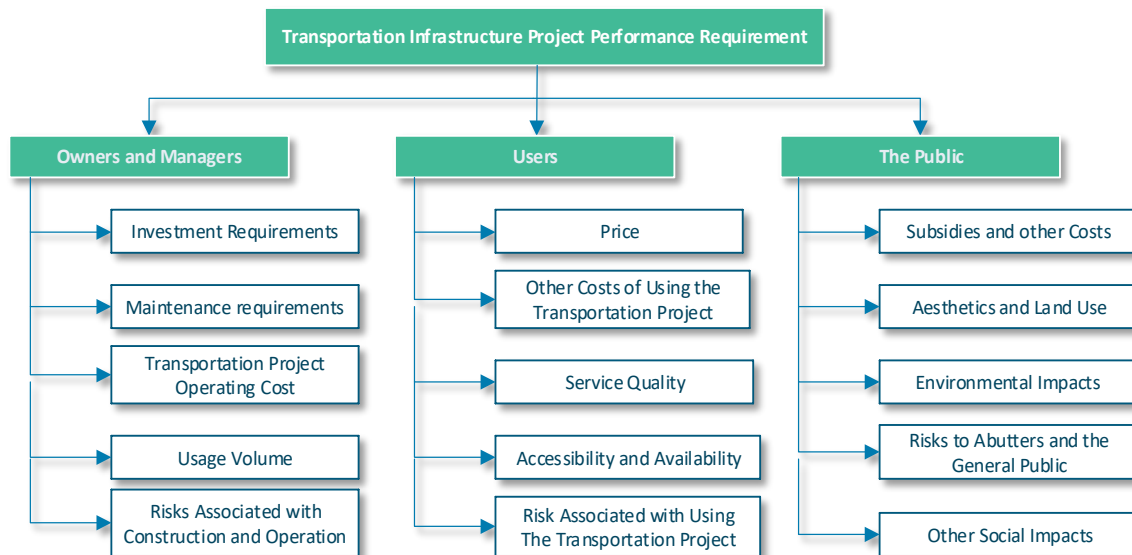 Transportation Infrastructure Project Performance Requirement
Owners and Managers
Investment Requirements
Maintenance requirements
Transportation Project
Operating Cost
Usage Volume
Risks Associated with
Construction and Operation
Users
Price
Other Costs of Using the
Transportation Project
Service Quality
Accessibility and Availability
Risk Associated with Using
The Transportation Project
The Public
Subsidies and other Costs
Aesthetics and Land Use
Environmental Impacts
Risks to Abutters and the
General Public
Other Social Impacts